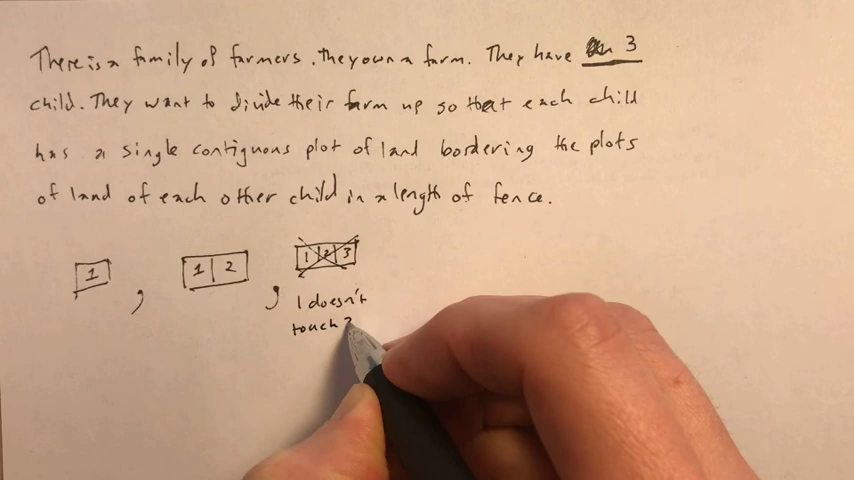 There is a family of farmers. they own a farm. They have 3
child. They want to divide their farm up so that each child
has a single contiguous plot of land bordering the plots
of land of each other child in a length of fence.
1 , 1 2 , 1 2 3
1 doesn't
touch 3